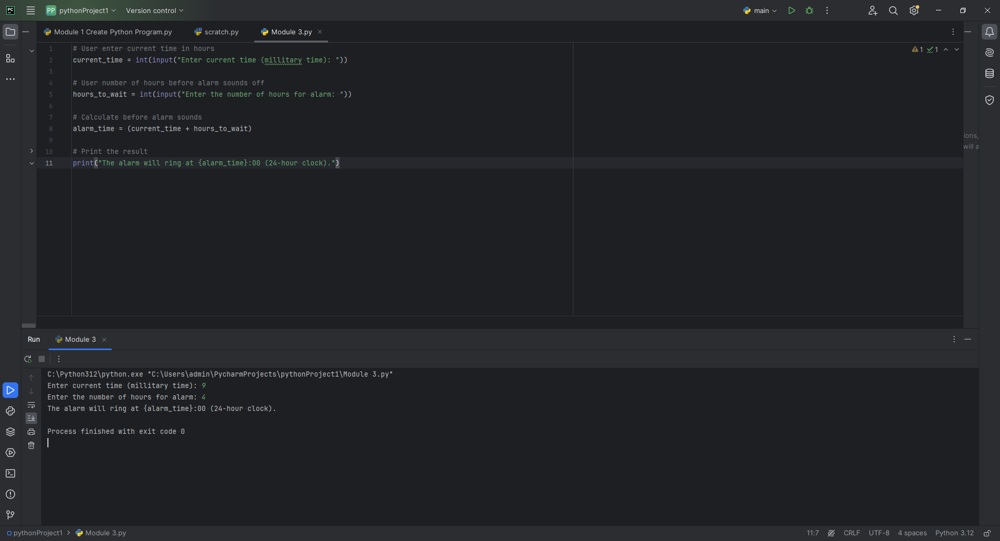 PC PP pythonProject1 Version control main
Module 1 Create Python Program.py scratch.py Module 3.py
1 # User enter current time in hours
2 current_time = int(input("Enter current time (millitary time): "))
3
4 # User number of hours before alarm sounds off
5 hours_to_wait = int(input("Enter the number of hours for alarm: "))
6
7 # Calculate before alarm sounds
8 alarm_time = (current_time + hours_to_wait)
9
10 # Print the result
11 print("The alarm will ring at {alarm_time}:00 (24-hour clock).")
1 1
ions,
will a
Run Module 3
C:\Python312\python.exe "C:\Users\admin\PycharmProjects\pythonProject1\Module 3.py"
Enter current time (millitary time): 9
Enter the number of hours for alarm: 4
The alarm will ring at {alarm_time}:00 (24-hour clock).
Process finished with exit code 0
pythonProject1 Module 3.py 11:7 CRLF UTF-8 4 spaces Python 3.12